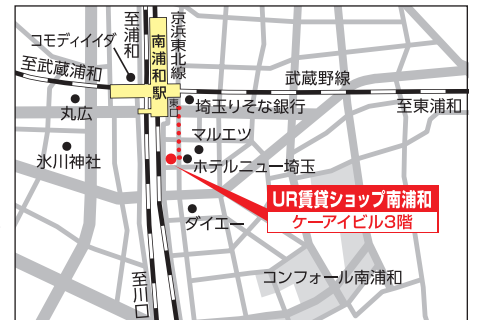 至浦和
京浜東北線
コモディイイダ
南浦和駅
至武蔵浦和
武蔵野線
丸広
東口
埼玉りそな銀行
至東浦和
マルエツ
氷川神社
ホテルニュー埼玉
UR賃貸ショップ南浦和
ケーアイビル3階
ダイエー
至川口
コンフォール南浦和